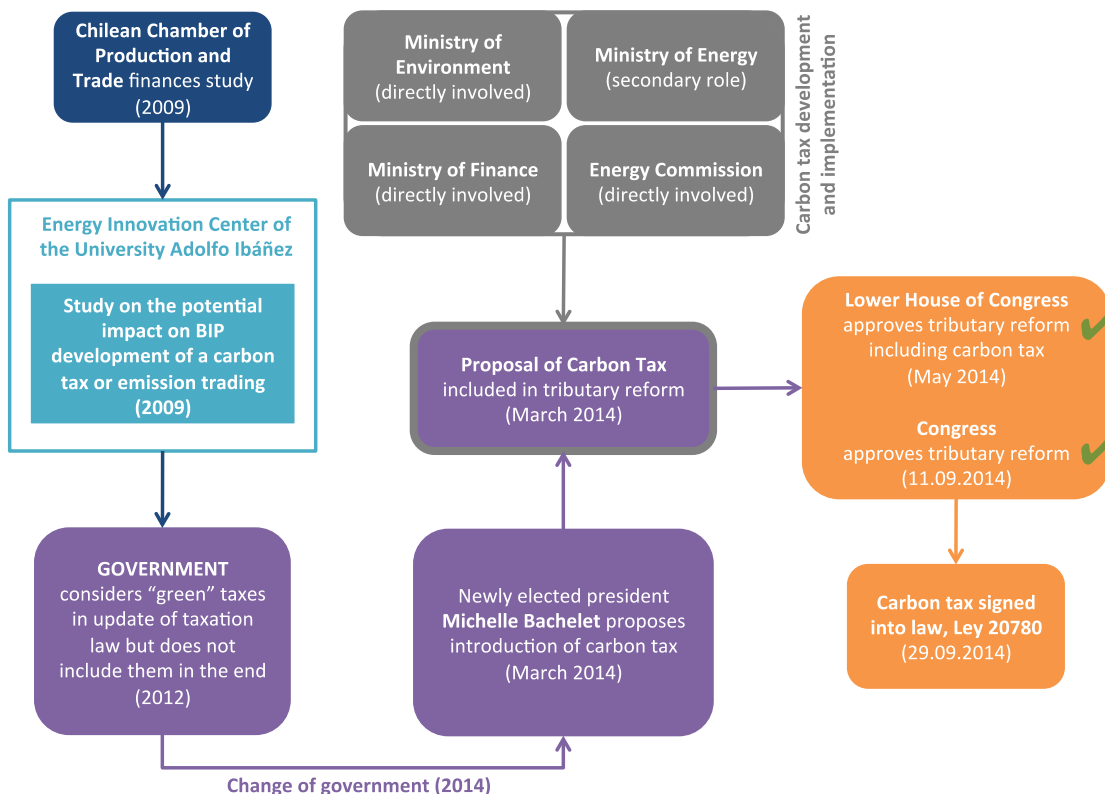 Chilean Chamber of
Production and
Trade finances study
(2009)
Energy Innovation Center of
the University Adolfo Ibáñez
Study on the potential
impact on BIP
development of a carbon
tax or emission trading
(2009)
GOVERNMENT
considers “green” taxes
in update of taxation
law but does not
include them in the end
(2012)
Change of government (2014)
Ministry of
Environment
(directly involved)
Ministry of Energy
(secondary role)
Ministry of Finance
(directly involved)
Energy Commission
(directly involved)
Carbon tax development
and implementation
Proposal of Carbon Tax
included in tributary reform
(March 2014)
Newly elected president
Michelle Bachelet proposes
introduction of carbon tax
(March 2014)
Lower House of Congress
approves tributary reform
including carbon tax
(May 2014)
Congress
approves tributary reform
(11.09.2014)
Carbon tax signed
into law, Ley 20780
(29.09.2014)